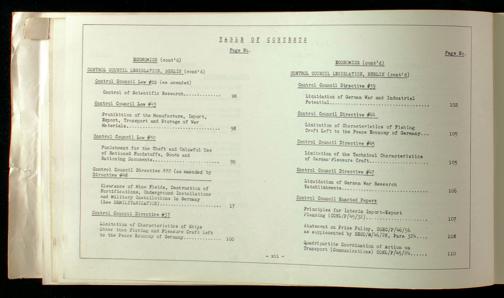 TABLE OF CONTENTS
Page No.
ECONOMICS (cont'd)
CONTROL COUNCIL LEGISLATION, BERLIN (cont'd)
Control Council Law (as amended)
Control of Scientific Research
Control Council Law #43
Prohibition of the Manufacture, Import,
Export, Transport and Storage of War
Materials
98
Control Council Law #50
Punishment for the Theft and Unlawful Use
of Rationed Foodstuffs, Goods and
Rationing Documents
Control Council Directive (as amended by
Directive
Clearance of Mine Fields, Destruction of
Fortifications, Underground Installations
and Military Installations in Germany
(See DEMILITARIZATION)
17
Control Council Directive #37
Limitation of Characteristics of Ships
Other than Fishing and Pleasure Craft Left
to the Peace Economy of Germany
100
Page No.
ECONOMICS (cont'd)
CONTROL COUNCIL LEGISLATION, BERLIN (cont'd)
Control Council Directive #39
Liquidation of German War and Industrial
Potential
102
Control Council Directive #44
Limitation of Characteristics of Fishing
Craft Left to the Peace Economy of Germany
105
Control Council Directive #45
Limitation of the Technical Characteristics
of German Pleasure Craft
105
Control Council Directive #47
Liquidation of German War Research
Establishments
106
Control Council Quarted Papers
Principles for Interim Import-Export
Planning
107
Statement on Price Policy,
as supplemented by
108
Quadripartite Coordination of Action on
Transport (Communications)
110
- xii -